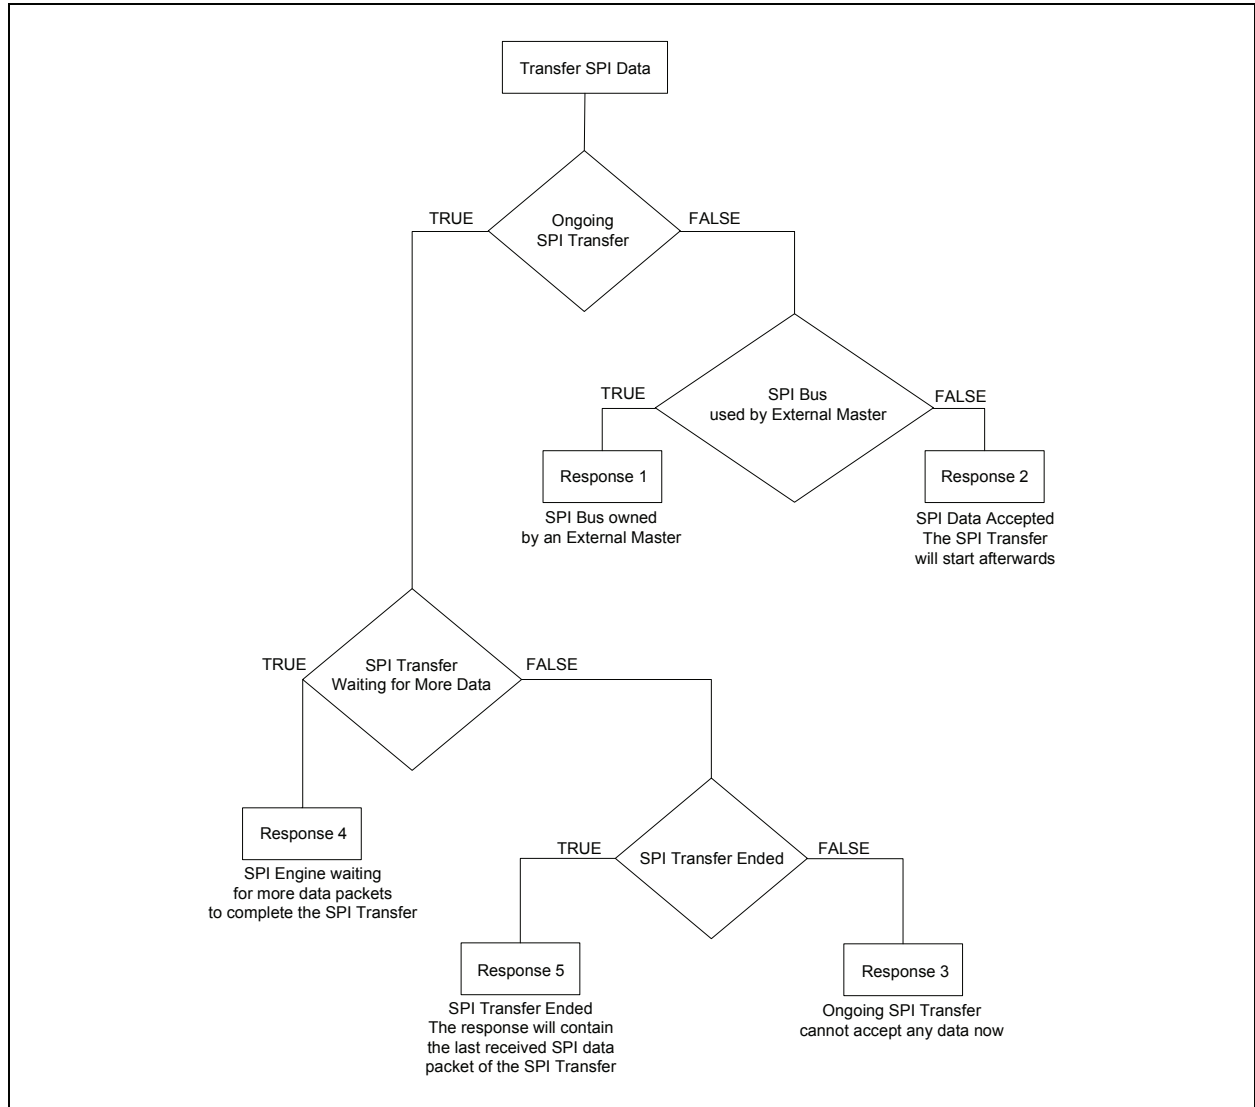 Transfer SPI Data
Ongoing
SPI Transfer
TRUE
FALSE
SPI Bus
used by External Master
TRUE
FALSE
Response 1
SPI Bus owned
by an External Master
Response 2
SPI Data Accepted
The SPI Transfer
will start afterwards
SPI Transfer
Waiting for More Data
TRUE
FALSE
Response 4
SPI Engine waiting
for more data packets
to complete the SPI Transfer
SPI Transfer Ended
TRUE
FALSE
Response 5
SPI Transfer Ended
The response will contain
the last received SPI data
packet of the SPI Transfer
Response 3
Ongoing SPI Transfer
cannot accept any data now